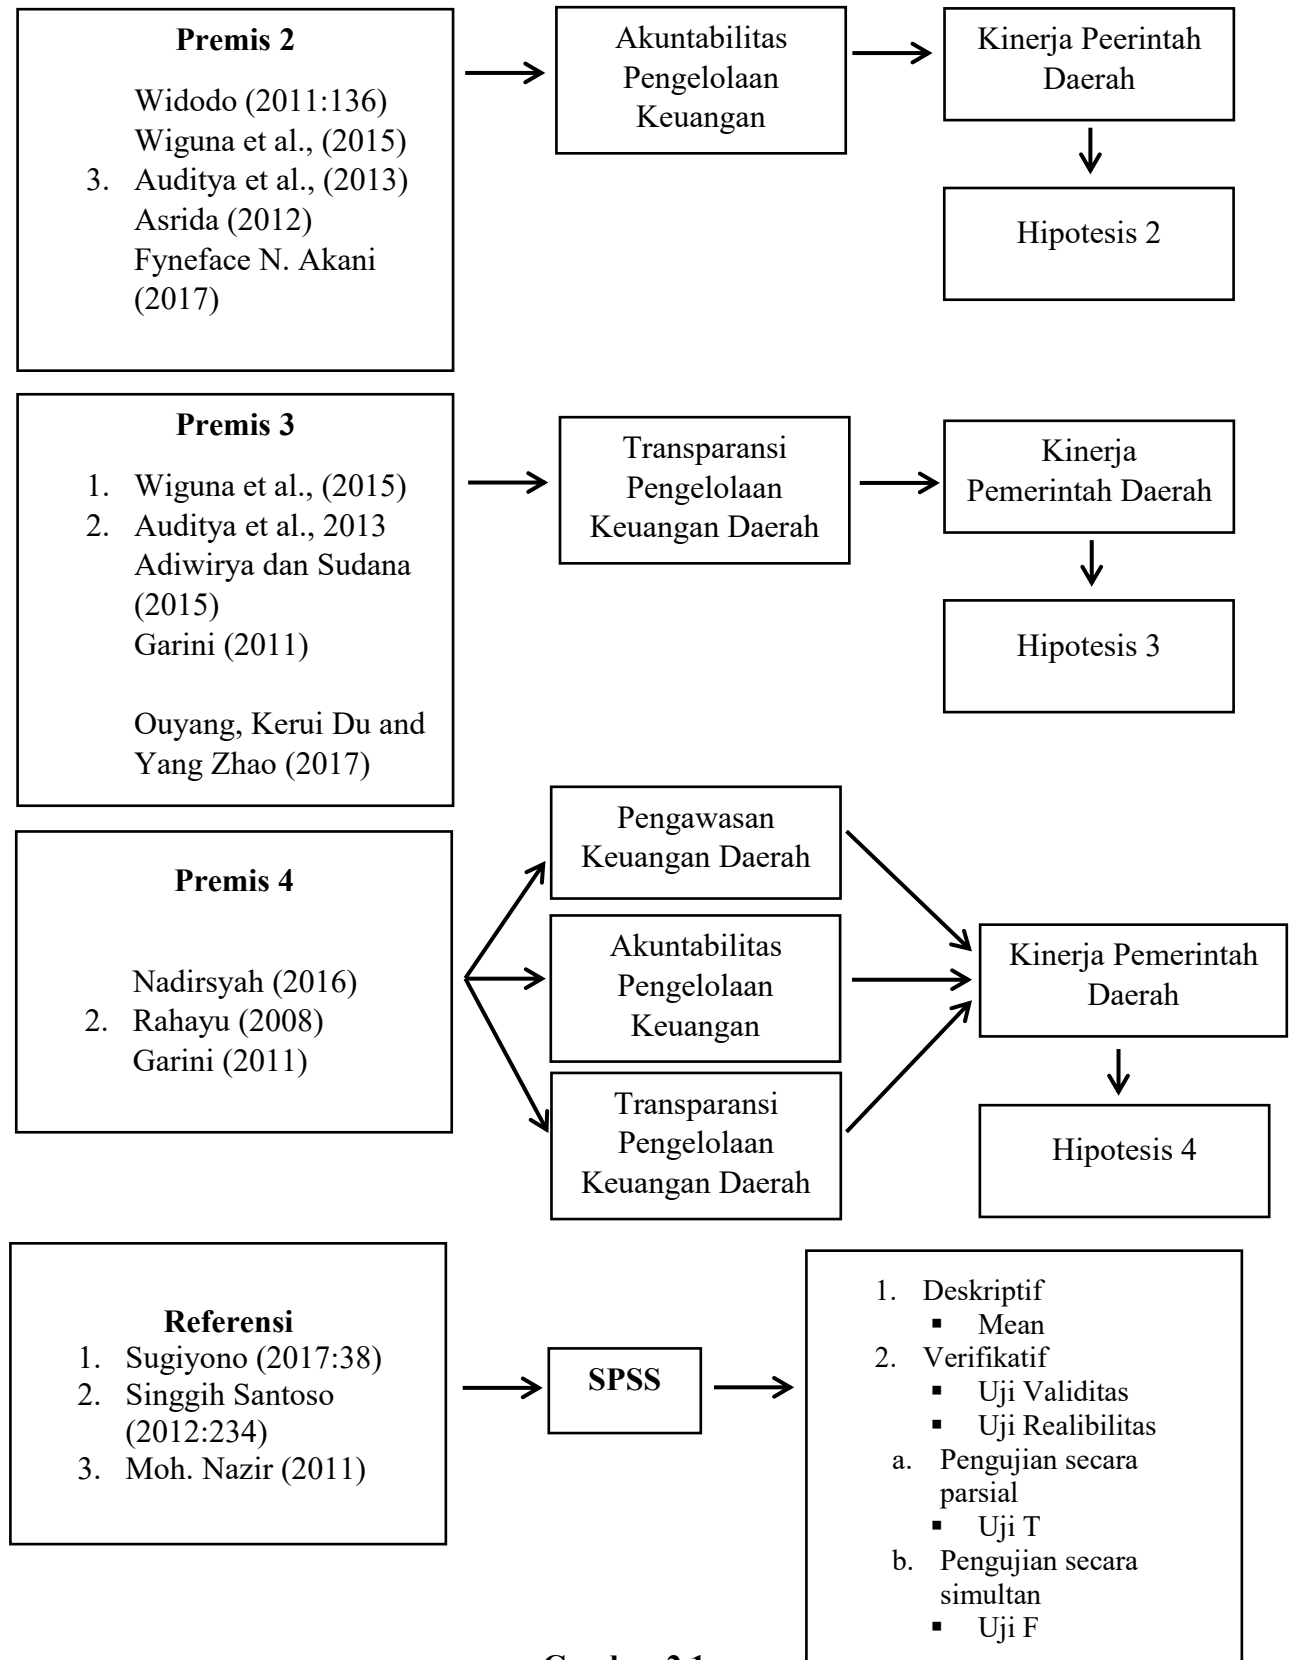 Premis 2
Widodo (2011:136)
Wiguna et al., (2015)
3. Auditya et al., (2013)
Asrida (2012)
Fyneface N. Akani
(2017)
Akuntabilitas
Pengelolaan
Keuangan
Kinerja Peerintah
Daerah
Hipotesis 2
Premis 3
1. Wiguna et al., (2015)
2. Auditya et al., 2013
Adiwirya dan Sudana
(2015)
Garini (2011)
Ouyang, Kerui Du and
Yang Zhao (2017)
Transparansi
Pengelolaan
Keuangan Daerah
Kinerja
Pemerintah Daerah
Hipotesis 3
Premis 4
Nadirsyah (2016)
2. Rahayu (2008)
Garini (2011)
Pengawasan
Keuangan Daerah
Akuntabilitas
Pengelolaan
Keuangan
Transparansi
Pengelolaan
Keuangan Daerah
Kinerja Pemerintah
Daerah
Hipotesis 4
Referensi
1. Sugiyono (2017:38)
2. Singgih Santoso
(2012:234)
3. Moh. Nazir (2011)
SPSS
1. Deskriptif
▪ Mean
2. Verifikatif
▪ Uji Validitas
▪ Uji Realibilitas
a. Pengujian secara
parsial
▪ Uji T
b. Pengujian secara
simultan
▪ Uji F